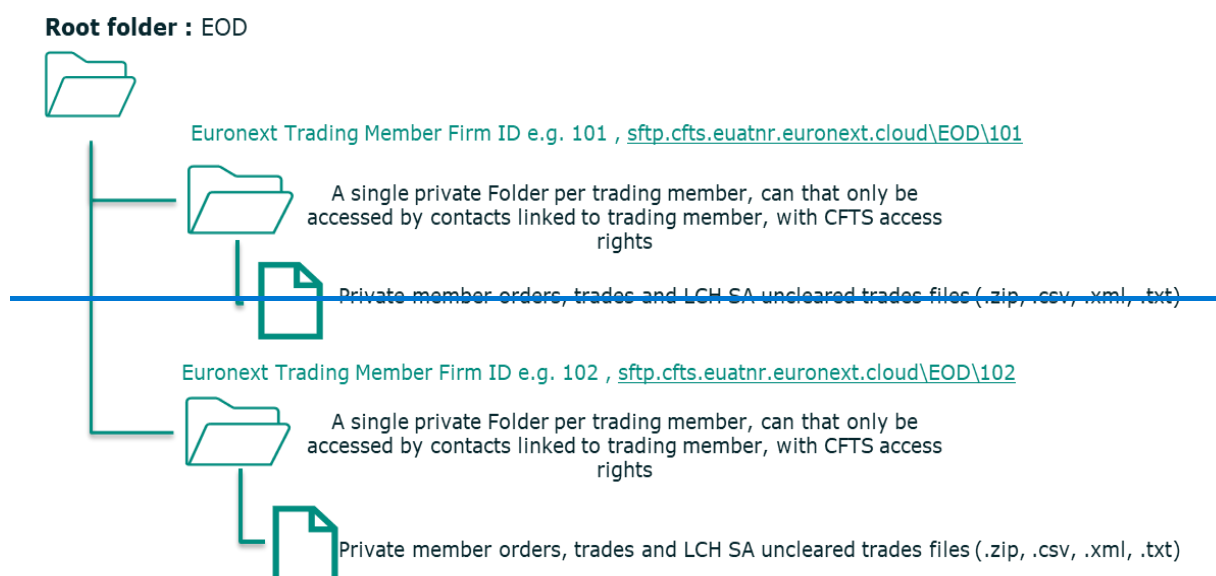 Root folder : EOD
Euronext Trading Member Firm ID e.g. 101 , sftp.cfts.euatnr.euronext.cloud\EOD\101
A single private Folder per trading member, can that only be
accessed by contacts linked to trading member, with CFTS access
rights
Private member orders, trades and LCH SA uncleared trades files (.zip, .csv, .xml, .txt)
Euronext Trading Member Firm ID e.g. 102 , sftp.cfts.euatnr.euronext.cloud\EOD\102
A single private Folder per trading member, can that only be
accessed by contacts linked to trading member, with CFTS access
rights
Private member orders, trades and LCH SA uncleared trades files (.zip, .csv, .xml, .txt)